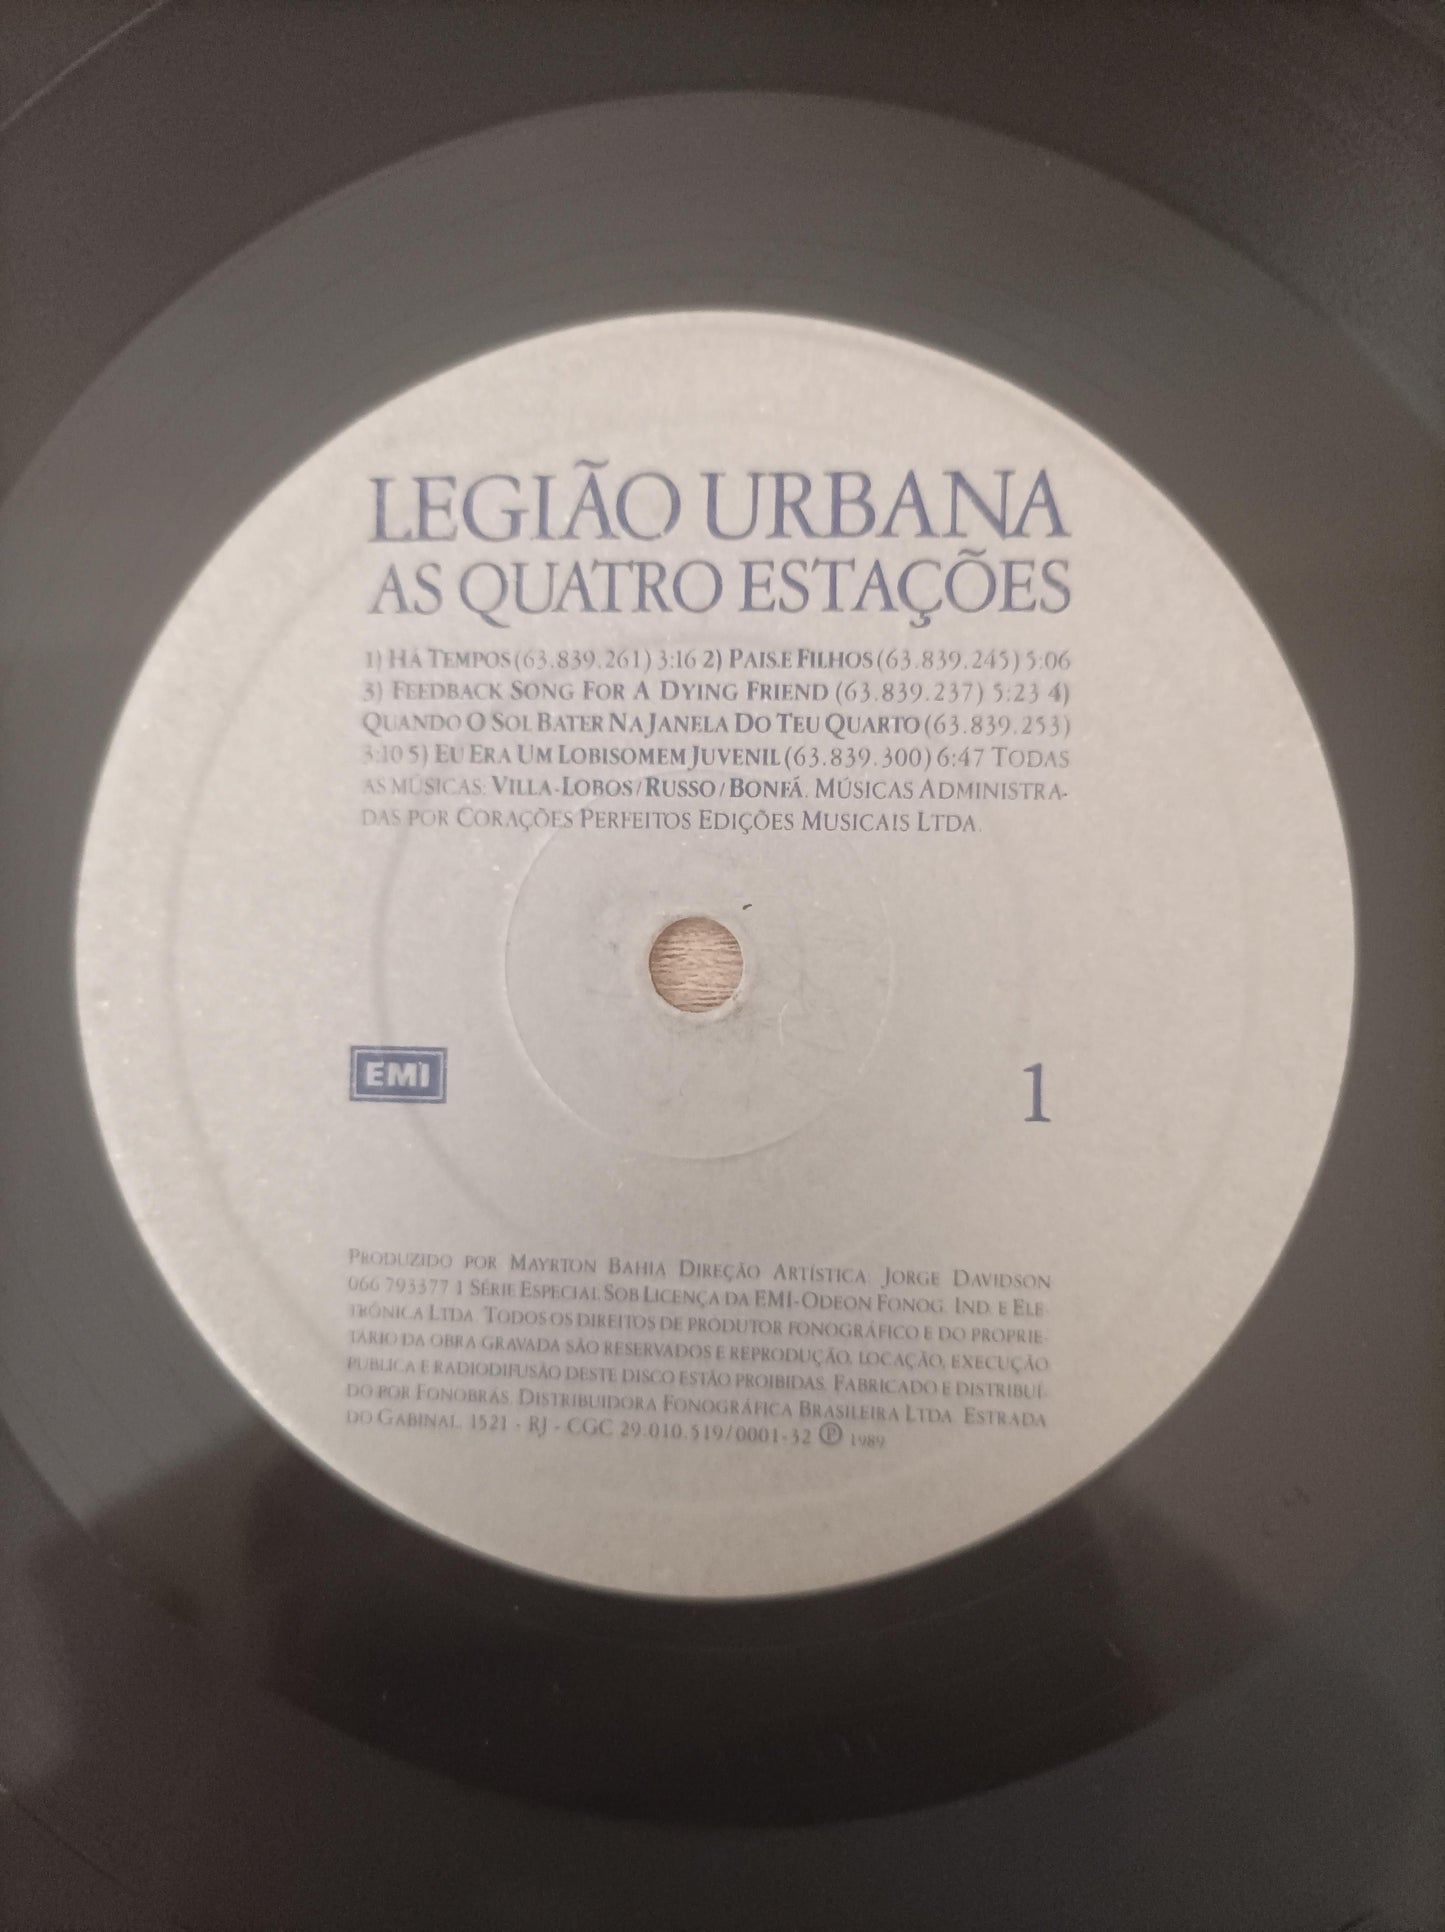 LEGIÃO URBANA
AS QUATRO ESTAÇÕES
1) HÁ TEMPOS (63.839.261) 3:16 2) PAIS E FILHOS (63.839.245) 5:06
3) FEEDBACK SONG FOR A DYING FRIEND (63.839.237) 5:23 4)
QUANDO O SOL BATER NA JANELA DO TEU QUARTO (63.839.253)
3:10 5) EU ERA UM LOBISOMEM JUVENIL (63.839.300) 6:47 TODAS
AS MÚSICAS: VILLA-LOBOS/RUSSO/BONFÁ. MÚSICAS ADMINISTRA-
DAS POR CORAÇÕES PERFEITOS EDIÇÕES MUSICAIS LTDA.
EMI
1
PRODUZIDO POR MAYRTON BAHIA DIREÇÃO ARTÍSTICA: JORGE DAVIDSON
066 793377 1 SÉRIE ESPECIAL SOB LICENÇA DA EMI-ODEON FONOG. IND. E ELE-
TRÔNICA LTDA. TODOS OS DIREITOS DE PRODUTOR FONOGRÁFICO E DO PROPRIE-
TÁRIO DA OBRA GRAVADA SÃO RESERVADOS E REPRODUÇÃO, LOCAÇÃO, EXECUÇÃO
PÚBLICA E RADIODIFUSÃO DESTE DISCO ESTÃO PROIBIDAS. FABRICADO E DISTRIBUÍ-
DO POR FONOBRÁS. DISTRIBUIDORA FONOGRÁFICA BRASILEIRA LTDA. ESTRADA
DO GABINAL, 1521 - RJ - CGC 29.010.519/0001-32 ℗ 1989